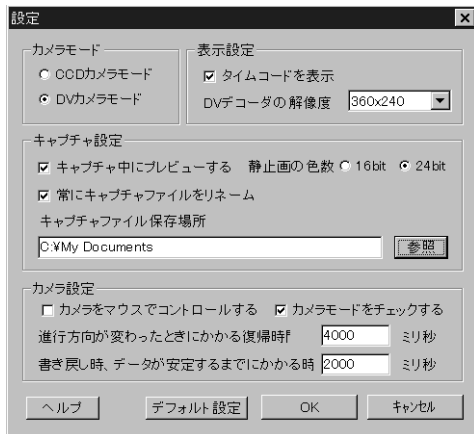 設定
カメラモード
CCDカメラモード
DVカメラモード
表示設定
タイムコードを表示
DVデコーダの解像度 360x240
キャプチャ設定
キャプチャ中にプレビューする 静止画の色数 16bit 24bit
常にキャプチャファイルをリネーム
キャプチャファイル保存場所
C:¥My Documents 参照
カメラ設定
カメラをマウスでコントロールする カメラモードをチェックする
進行方向が変わったときにかかる復帰時 4000 ミリ秒
書き戻し時、データが安定するまでにかかる時 2000 ミリ秒
ヘルプ デフォルト設定 OK キャンセル